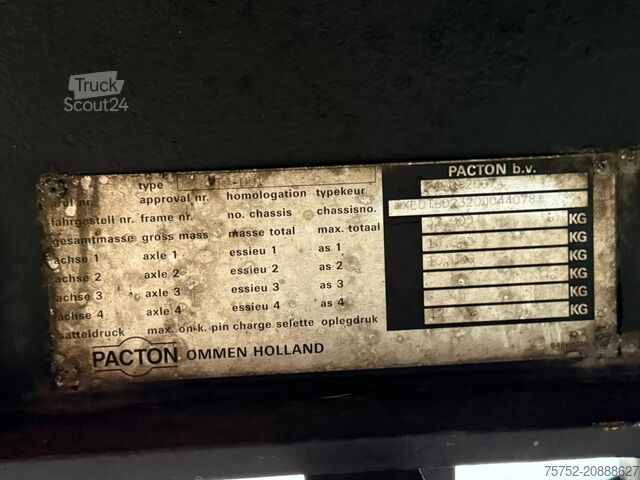 Truck
Scout24
type
PACTON b.v.
approval nr. homologation typekeur
fahrgestell nr. frame nr. no. chassis chassisno.
gesamtmasse gross mass masse total max. totaal KG
achse 1 axle 1 essieu 1 as 1 KG
achse 2 axle 2 essieu 2 as 2 KG
achse 3 axle 3 essieu 3 as 3 KG
achse 4 axle 4 essieu 4 as 4 KG
satteldruck max. on k. pin charge selette oplegdruk KG
PACTON OMMEN HOLLAND
75752-20888627